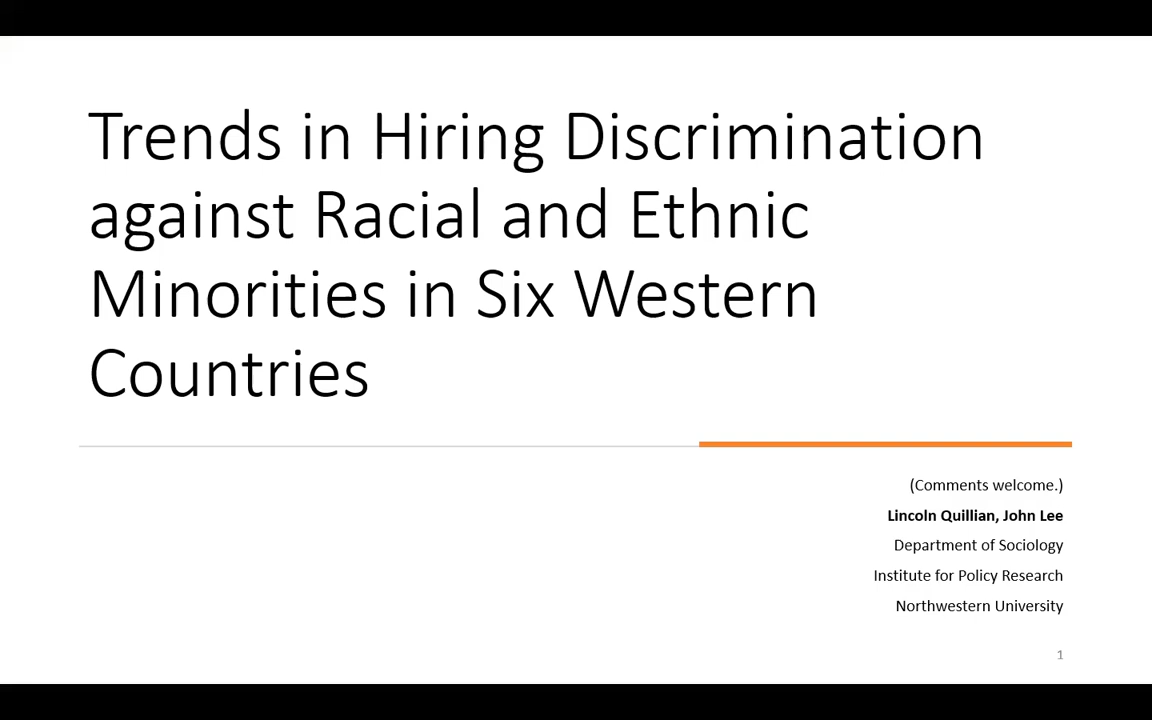 Trends in Hiring Discrimination
against Racial and Ethnic
Minorities in Six Western
Countries
(Comments welcome.)
Lincoln Quillian, John Lee
Department of Sociology
Institute for Policy Research
Northwestern University
1